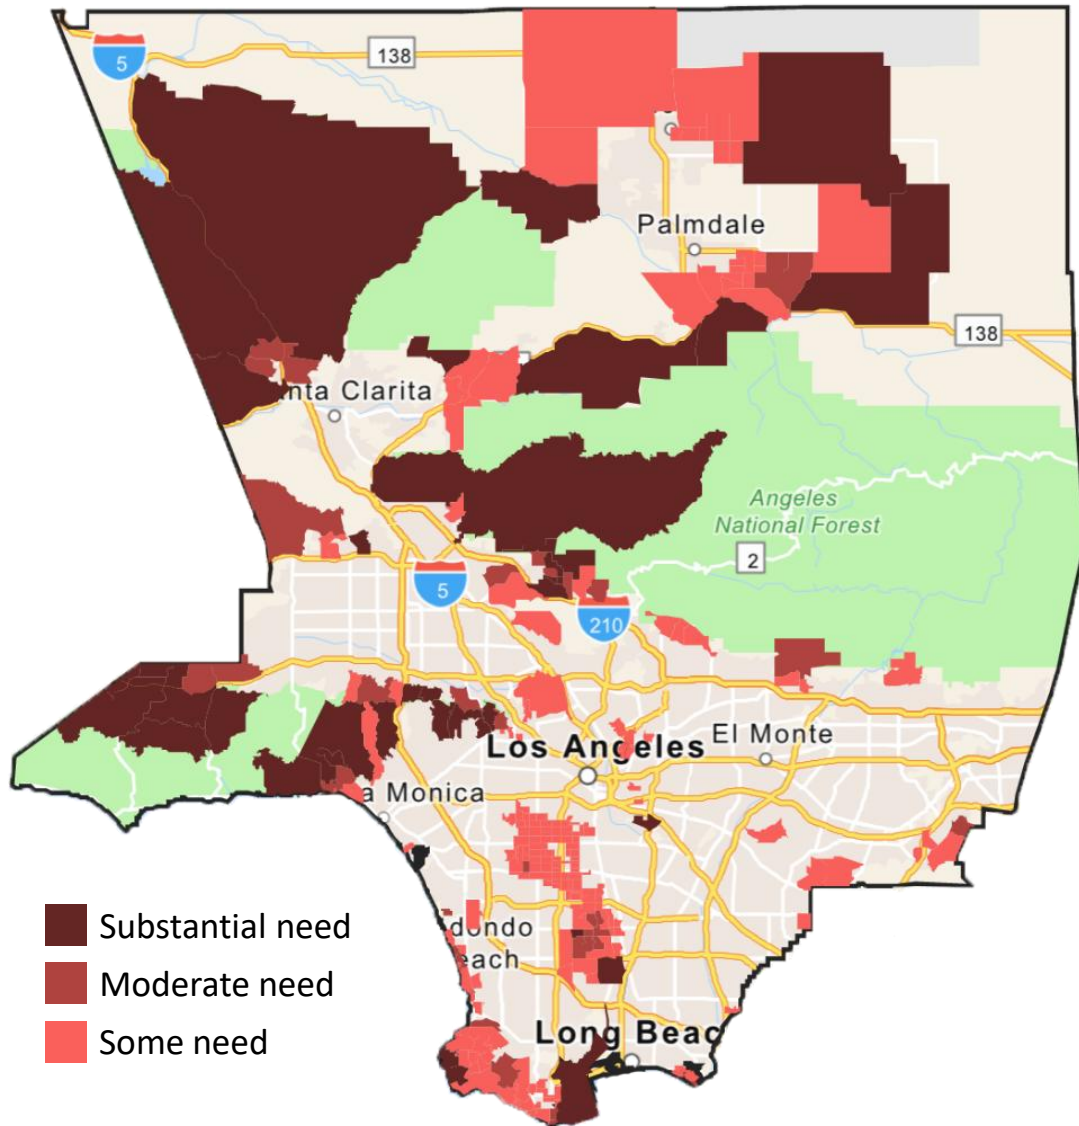 5
138
Palmdale
138
nta Clarita
Angeles
National Forest
2
5
210
Los Angeles
El Monte
a Monica
dondo
each
Long Beac
Substantial need
Moderate need
Some need